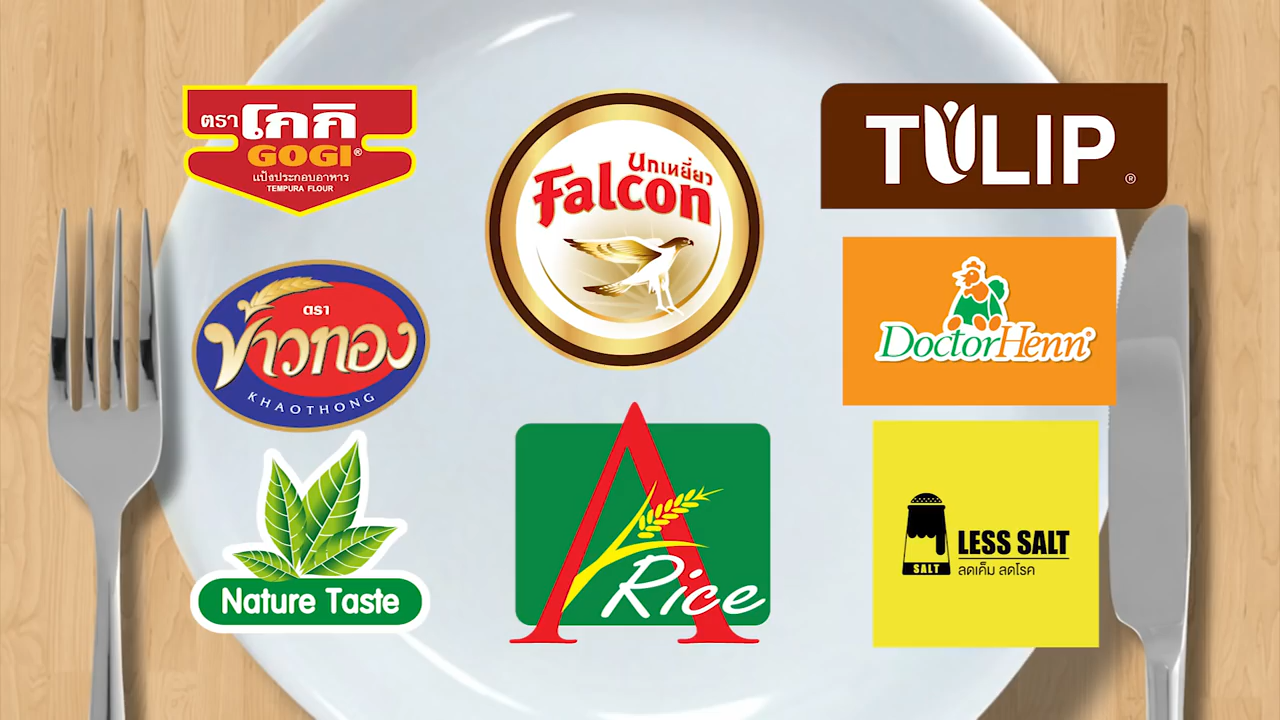 ตรา โกกิ
GOGI®
แป้งประกอบอาหาร
TEMPURA FLOUR
นกเหยี่ยว
Falcon
TULIP ®
ตรา
ข้าวทอง
KHAOTHONG
DoctorHenn®
Nature Taste
A
Rice
SALT
LESS SALT
ลดเค็ม ลดโรค